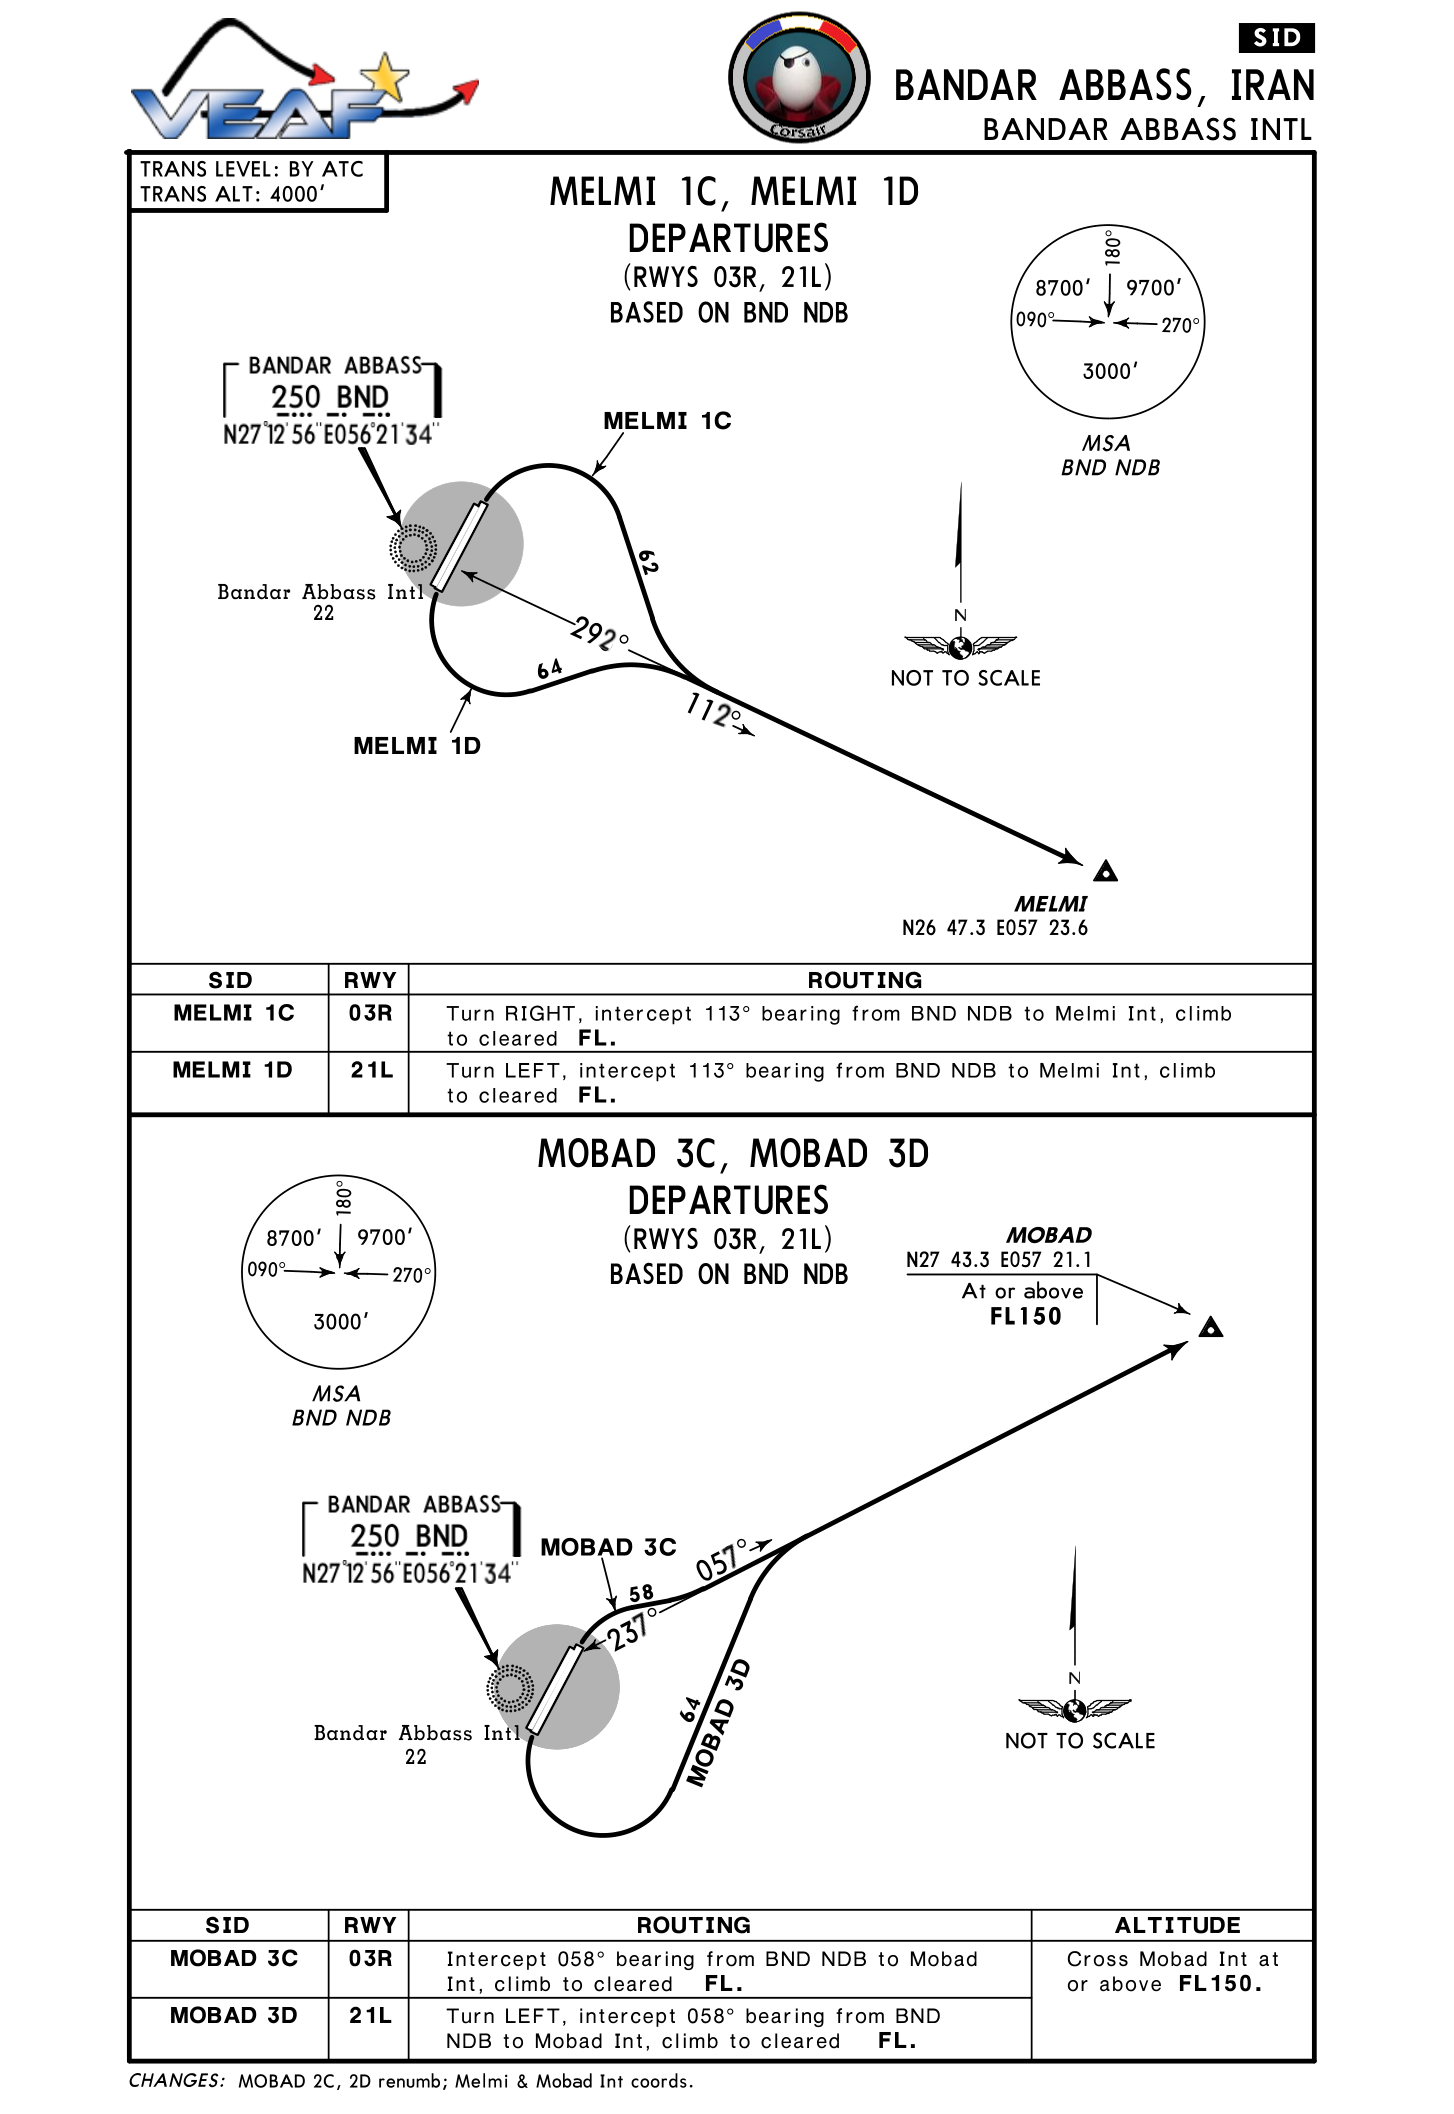 VEAF
Corsair
SID
BANDAR ABBASS, IRAN
BANDAR ABBASS INTL
TRANS LEVEL: BY ATC
TRANS ALT: 4000'
MELMI 1C, MELMI 1D
DEPARTURES
(RWYS 03R, 21L)
BASED ON BND NDB
180°
8700' 9700'
090° 270°
3000'
MSA
BND NDB
BANDAR ABBASS
250 BND
N27°12'56"E056°21'34"
MELMI 1C
62
Bandar Abbass Intl
22
292°
64
112°
MELMI 1D
N
NOT TO SCALE
MELMI
N26 47.3 E057 23.6
SID RWY ROUTING
MELMI 1C 03R Turn RIGHT, intercept 113° bearing from BND NDB to Melmi Int, climb
to cleared FL.
MELMI 1D 21L Turn LEFT, intercept 113° bearing from BND NDB to Melmi Int, climb
to cleared FL.
MOBAD 3C, MOBAD 3D
DEPARTURES
(RWYS 03R, 21L)
BASED ON BND NDB
180°
8700' 9700'
090° 270°
3000'
MSA
BND NDB
MOBAD
N27 43.3 E057 21.1
At or above
FL150
BANDAR ABBASS
250 BND
N27°12'56"E056°21'34"
MOBAD 3C
057°
58
237°
64
MOBAD 3D
Bandar Abbass Intl
22
N
NOT TO SCALE
SID RWY ROUTING ALTITUDE
MOBAD 3C 03R Intercept 058° bearing from BND NDB to Mobad Cross Mobad Int at
Int, climb to cleared FL. or above FL150.
MOBAD 3D 21L Turn LEFT, intercept 058° bearing from BND
NDB to Mobad Int, climb to cleared FL.
CHANGES: MOBAD 2C, 2D renumb; Melmi & Mobad Int coords.